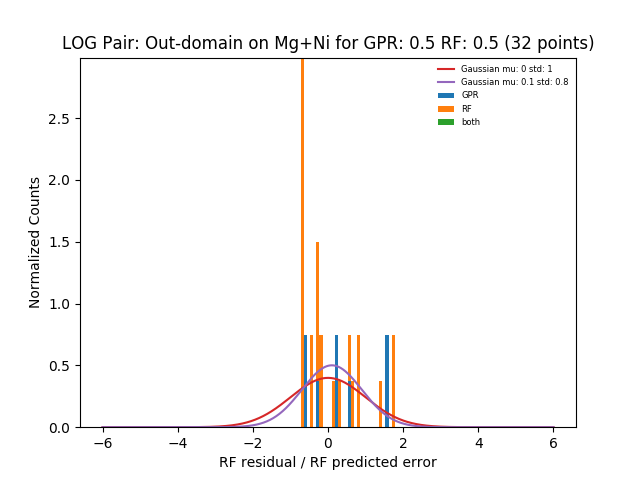 LOG Pair: Out-domain on Mg+Ni for GPR: 0.5 RF: 0.5 (32 points)
Gaussian mu: 0 std: 1
Gaussian mu: 0.1 std: 0.8
GPR
RF
both
Normalized Counts
2.5
2.0
1.5
1.0
0.5
0.0
−6
−4
−2
0
2
4
6
RF residual / RF predicted error